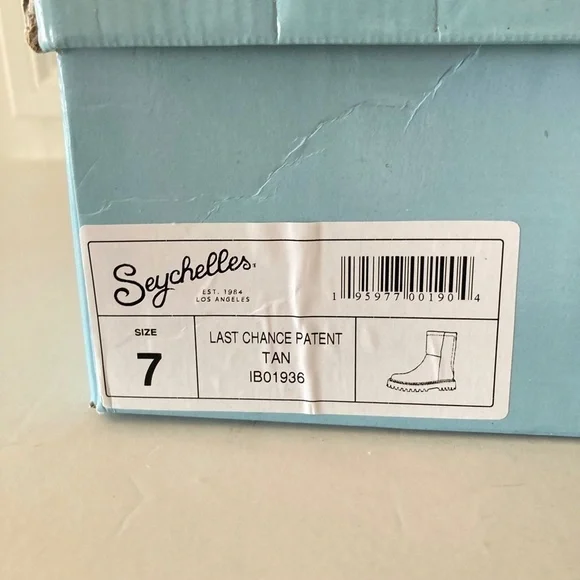 Seychelles
EST. 1984
LOS ANGELES
1 95977 00190 4
SIZE
7
LAST CHANCE PATENT
TAN
IB01936